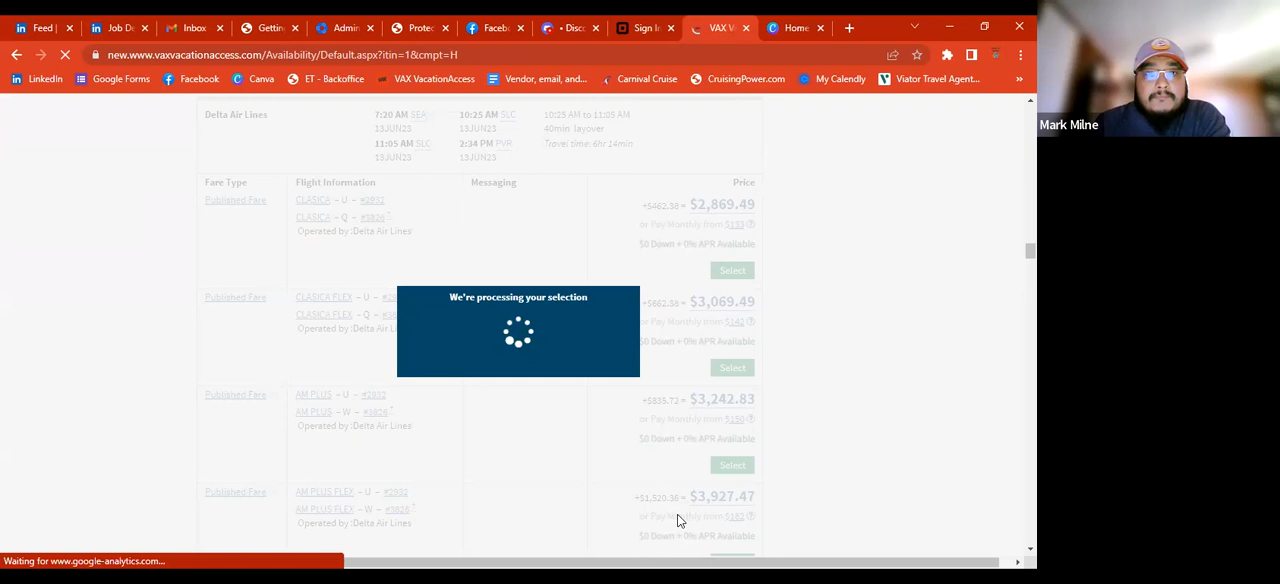 Feed |
Job De
Inbox
Gettin
Admin
Protec
Faceb
• Disco
Sign In
VAX V
Home
new.vaxvacationaccess.com/Availability/Default.aspx?itin=1&cmpt=H
LinkedIn
Google Forms
Facebook
Canva
ET - Backoffice
VAX VacationAccess
Vendor, email, and...
Carnival Cruise
CruisingPower.com
My Calendly
Viator Travel Agent...
»
Delta Air Lines
7:20 AM SEA
10:25 AM SLC
10:25 AM to 11:05 AM
13JUN23
13JUN23
40min layover
11:05 AM SLC
2:34 PM PVR
Travel time: 6hr 14min
13JUN23
13JUN23
Fare Type
Flight Information
Messaging
Price
Published Fare
CLASICA – U – #2932
+$462.38 = $2,869.49
CLASICA – Q – #3826
or Pay Monthly from $133
Operated by :Delta Air Lines
$0 Down + 0% APR Available
Select
Published Fare
CLASICA FLEX – U –
+$662.38 = $3,069.49
CLASICA FLEX – Q –
or Pay Monthly from $142
Operated by :Delta Air Lines
$0 Down + 0% APR Available
Select
We're processing your selection
Published Fare
AM PLUS – U – #2932
+$835.72 = $3,242.83
AM PLUS – W – #3826
or Pay Monthly from $150
Operated by :Delta Air Lines
$0 Down + 0% APR Available
Select
Published Fare
AM PLUS FLEX – U – #2932
+$1,520.36 = $3,927.47
AM PLUS FLEX – W – #3826
or Pay Monthly from $182
Operated by :Delta Air Lines
$0 Down + 0% APR Available
Waiting for www.google-analytics.com...
Mark Milne